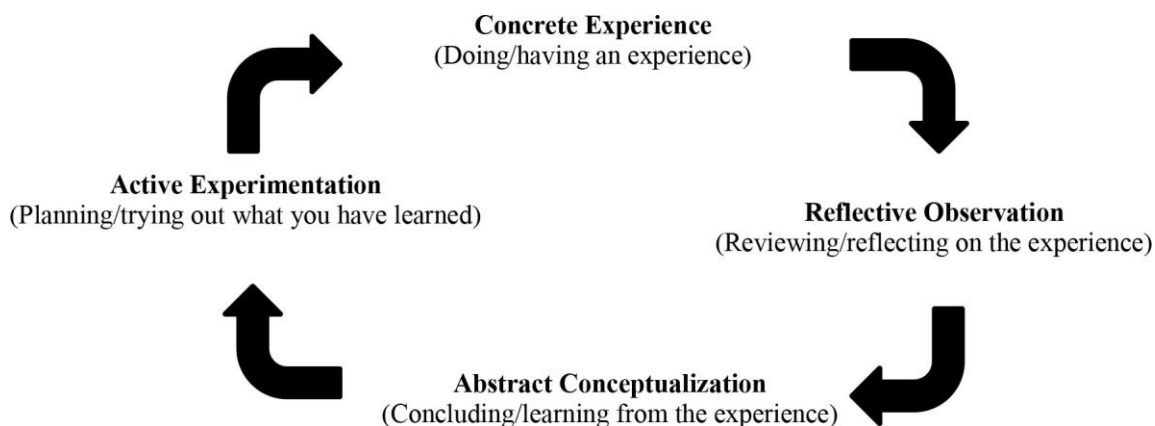 Concrete Experience
(Doing/having an experience)
Active Experimentation
(Planning/trying out what you have learned)
Reflective Observation
(Reviewing/reflecting on the experience)
Abstract Conceptualization
(Concluding/learning from the experience)